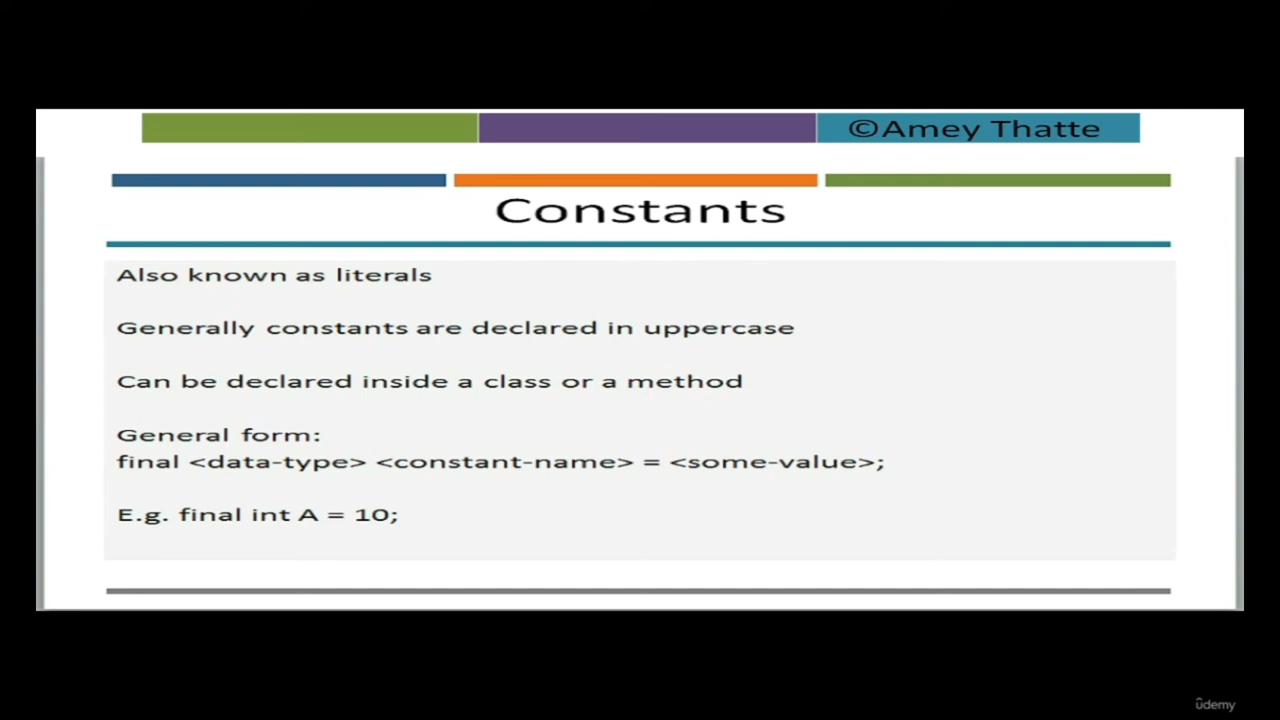 ©Amey Thatte
Constants
Also known as literals
Generally constants are declared in uppercase
Can be declared inside a class or a method
General form:
final <data-type> <constant-name> = <some-value>;
E.g. final int A = 10;
ûdemy